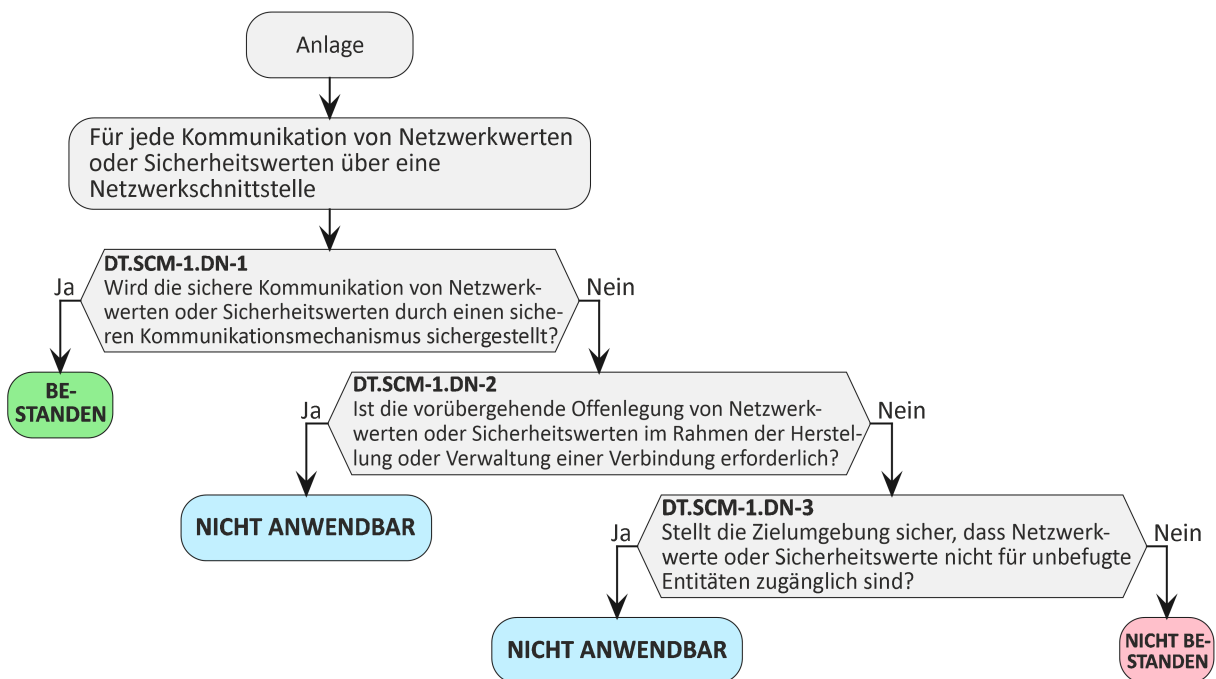 Anlage
Für jede Kommunikation von Netzwerkwerten
oder Sicherheitswerten über eine
Netzwerkschnittstelle
DT.SCM-1.DN-1
Ja
Nein
Wird die sichere Kommunikation von Netzwerk-
werten oder Sicherheitswerten durch einen siche-
ren Kommunikationsmechanismus sichergestellt?
BE-
STANDEN
DT.SCM-1.DN-2
Ja
Nein
Ist die vorübergehende Offenlegung von Netzwerk-
werten oder Sicherheitswerten im Rahmen der Herstel-
lung oder Verwaltung einer Verbindung erforderlich?
NICHT ANWENDBAR
DT.SCM-1.DN-3
Ja
Nein
Stellt die Zielumgebung sicher, dass Netzwerk-
werte oder Sicherheitswerte nicht für unbefugte
Entitäten zugänglich sind?
NICHT ANWENDBAR
NICHT BE-
STANDEN